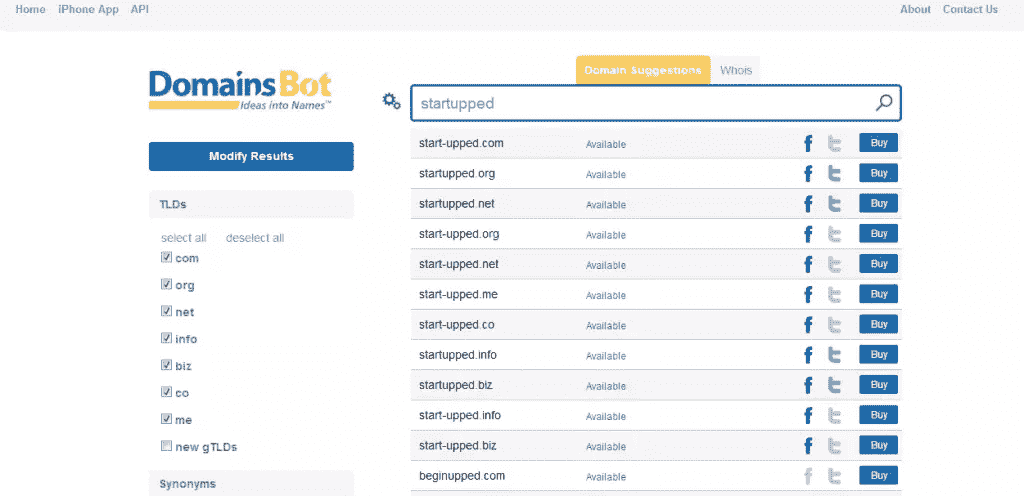 Home iPhone App API About Contact Us
DomainsBot
Ideas into Names™
Domain Suggestions Whois
startupped
Modify Results
TLDs
select all deselect all
com
org
net
info
biz
co
me
new gTLDs
Synonyms
start-upped.com Available f t Buy
startupped.org Available f t Buy
startupped.net Available f t Buy
start-upped.org Available f t Buy
start-upped.net Available f t Buy
start-upped.me Available f t Buy
start-upped.co Available f t Buy
startupped.info Available f t Buy
startupped.biz Available f t Buy
start-upped.info Available f t Buy
start-upped.biz Available f t Buy
beginupped.com Available f t Buy